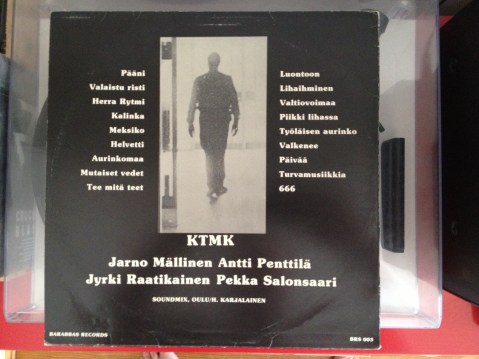 Pääni
Valaistu risti
Herra Rytmi
Kalinka
Meksiko
Helvetti
Aurinkomaa
Mutaiset vedet
Tee mitä teet
Luontoon
Lihaihminen
Valtiovoimaa
Piikki lihassa
Työläisen aurinko
Valkenee
Päivää
Turvamusiikkia
666
KTMK
Jarno Mällinen Antti Penttilä
Jyrki Raatikainen Pekka Salonsaari
SOUNDMIX, OULU/H. KARJALAINEN
BARABBAS RECORDS
BRS 003